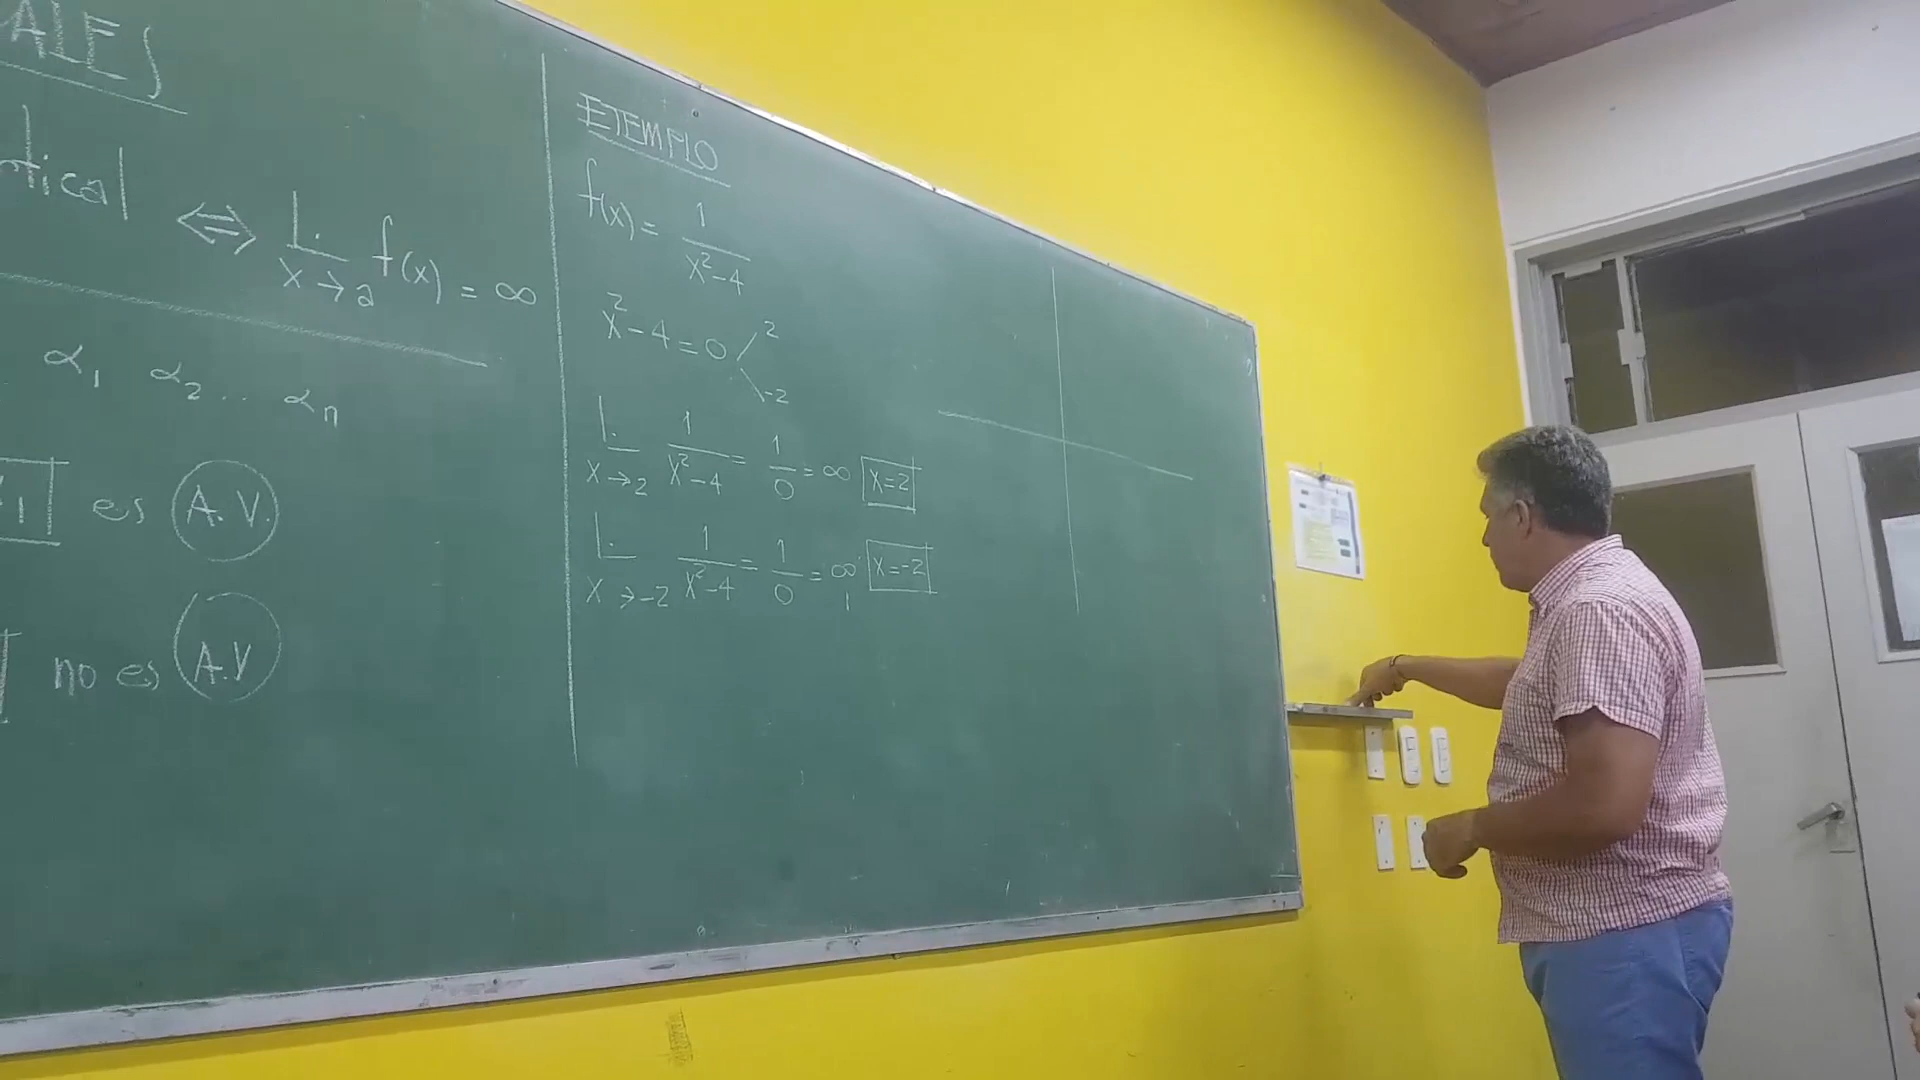 ALES
rtical ⇔ L. x→a f(x) = ∞
α₁ α₂ ... αₙ
es A.V.
no es A.V
EJEMPLO
f(x) = 1/(x²-4)
x²-4=0 2
-2
L. x→2 1/(x²-4) = 1/0 = ∞ x=2
L. x→-2 1/(x²-4) = 1/0 = ∞ x=-2